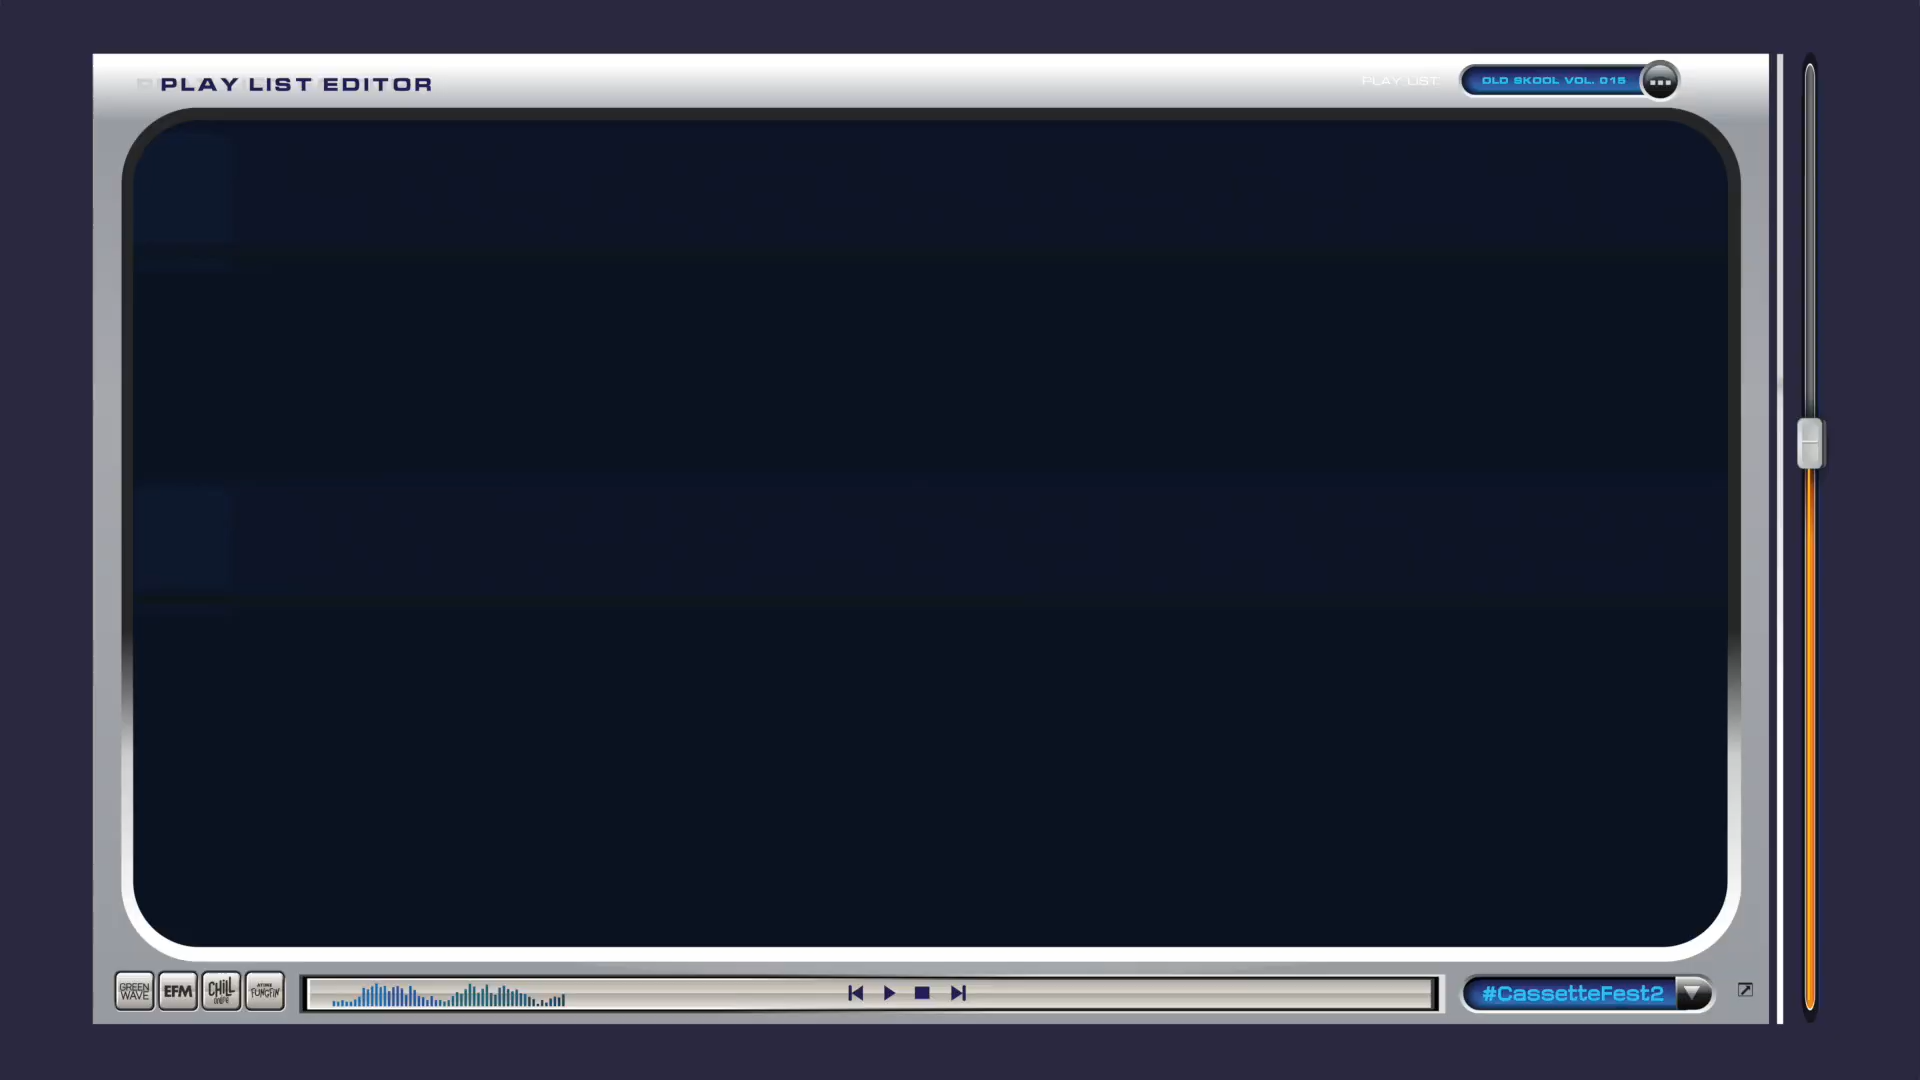 PLAY LIST EDITOR
PLAY LIST:
OLD SKOOL VOL. 015
GREEN
WAVE
EFM
CHILL
#CassetteFest2